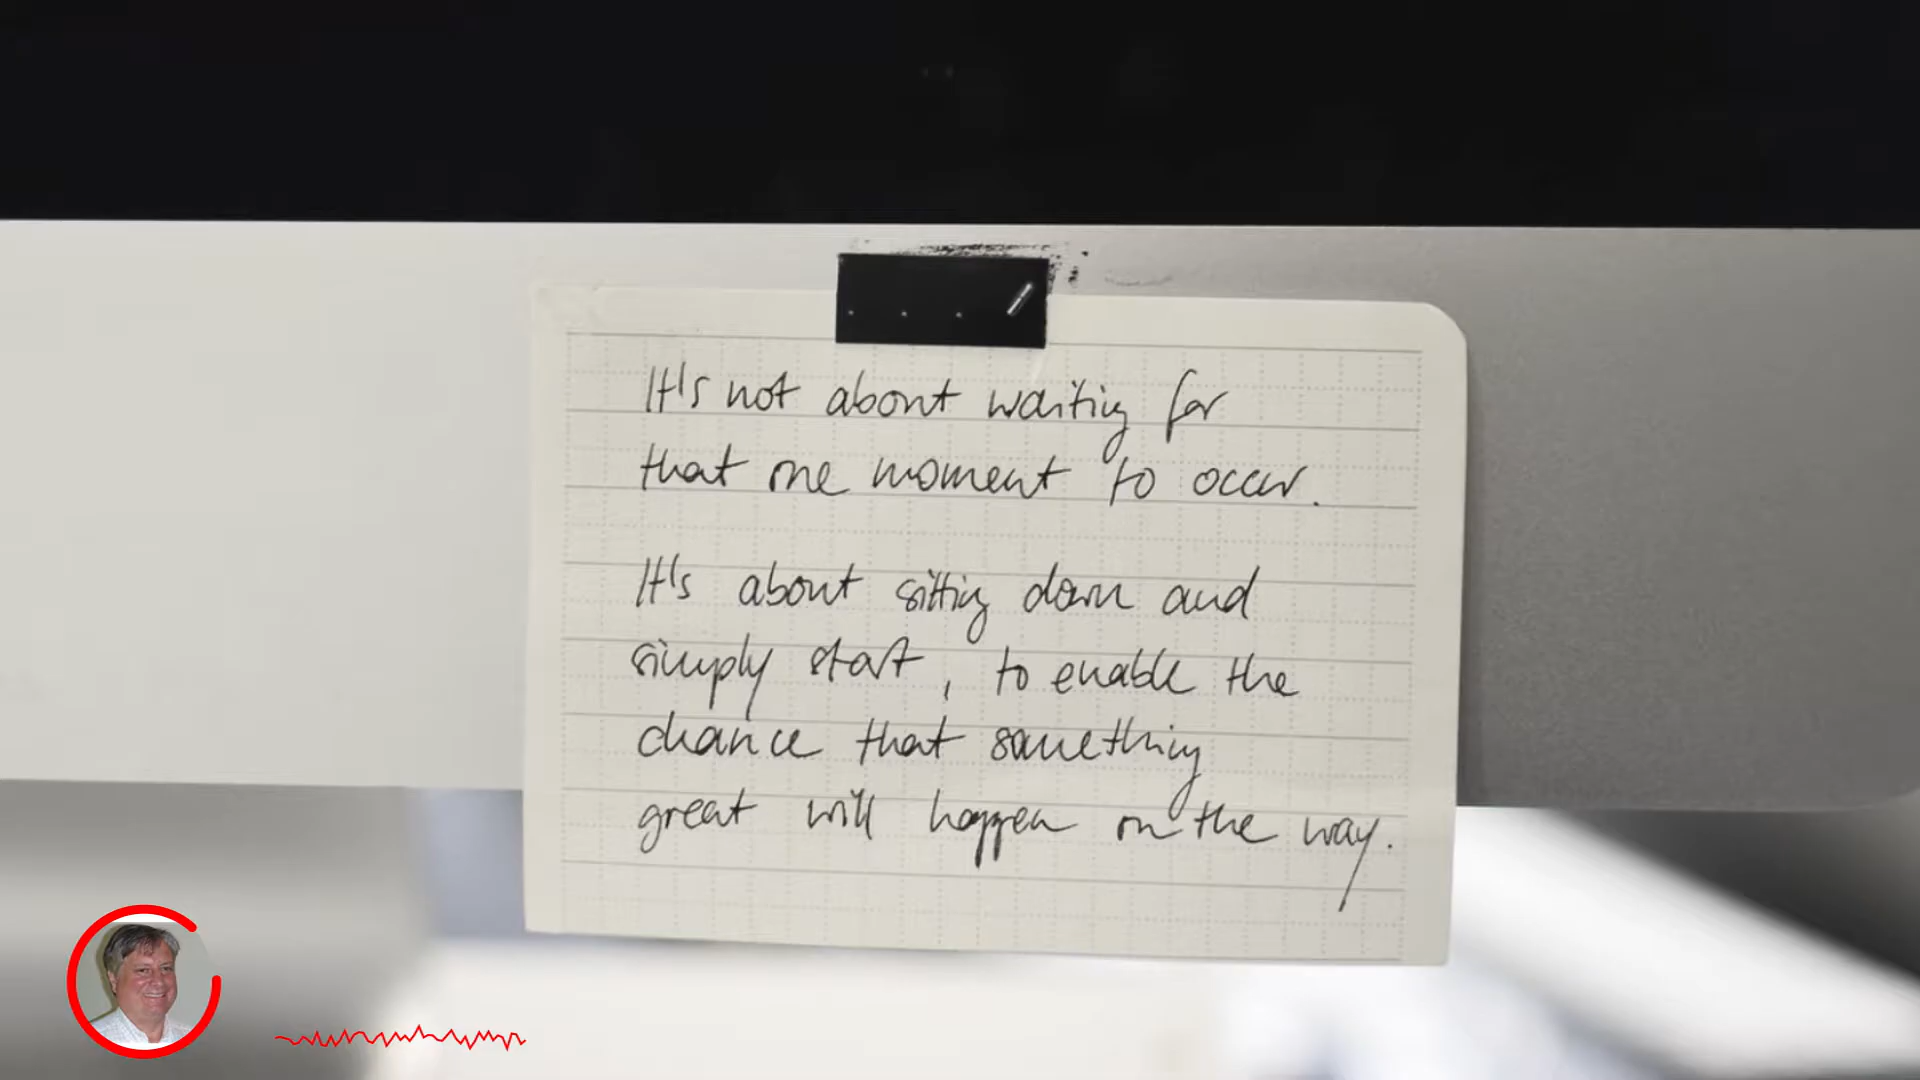 It's not about waiting for
that one moment to occur.
It's about sitting down and
simply start, to enable the
chance that something
great will happen on the way.